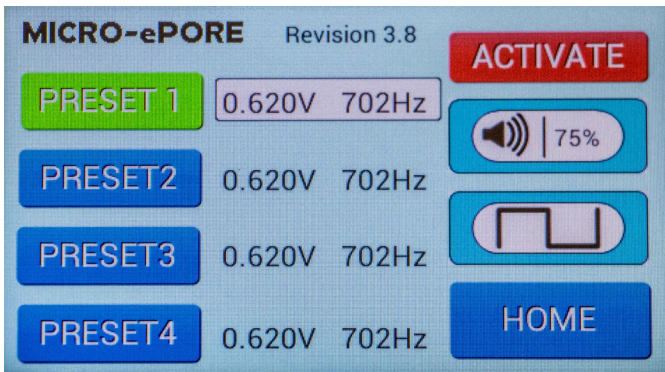 MICRO-ePORE Revision 3.8
ACTIVATE
PRESET 1 0.620V 702Hz
75%
PRESET2 0.620V 702Hz
PRESET3 0.620V 702Hz
PRESET4 0.620V 702Hz
HOME